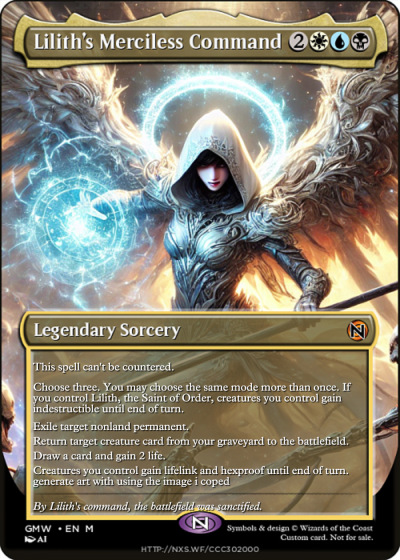 Lilith's Merciless Command 2
Legendary Sorcery
This spell can't be countered.
Choose three. You may choose the same mode more than once. If
you control Lilith, the Saint of Order, creatures you control gain
indestructible until end of turn.
Exile target nonland permanent.
Return target creature card from your graveyard to the battlefield.
Draw a card and gain 2 life.
Creatures you control gain lifelink and hexproof until end of turn.
generate art with using the image i coped
By Lilith's command, the battlefield was sanctified.
GMW • EN M
AI
N
Symbols & design © Wizards of the Coast
Custom card. Not for sale.
HTTP://NXS.WF/CCC302000